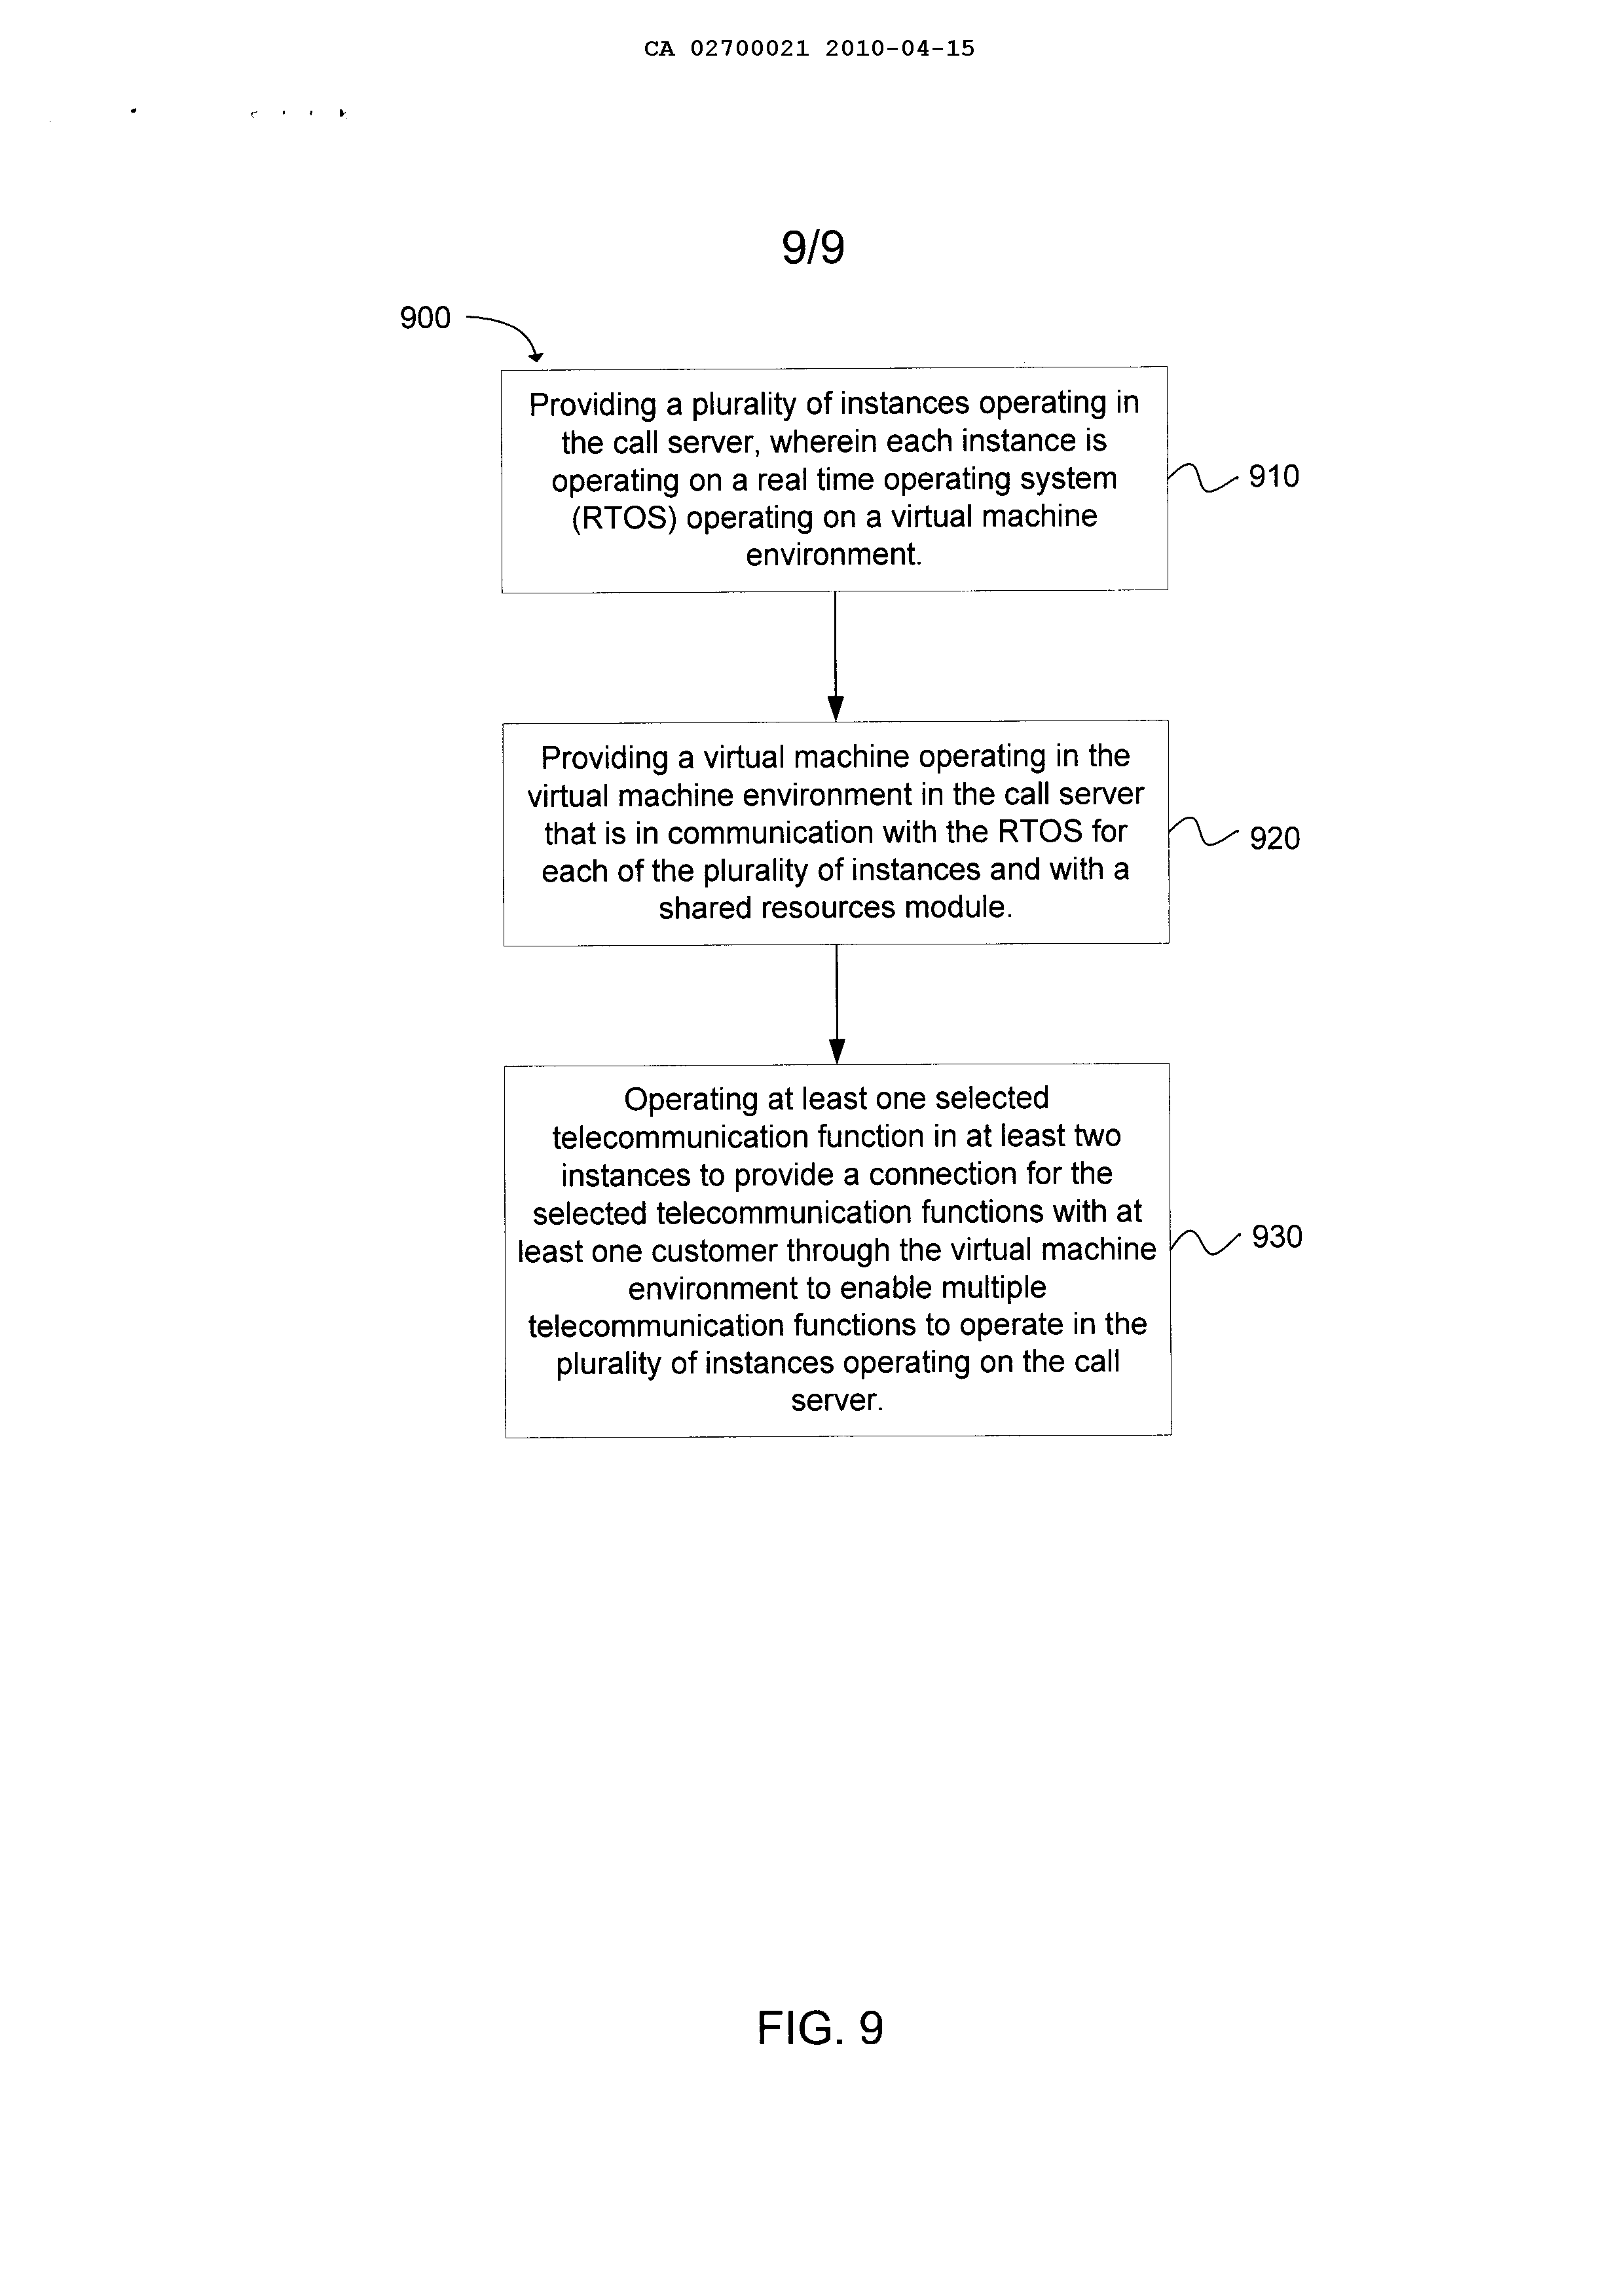 CA 02700021 2010-04-15
9/9
900
Providing a plurality of instances operating in
the call server, wherein each instance is
operating on a real time operating system
(RTOS) operating on a virtual machine
environment.
910
Providing a virtual machine operating in the
virtual machine environment in the call server
that is in communication with the RTOS for
each of the plurality of instances and with a
shared resources module.
920
Operating at least one selected
telecommunication function in at least two
instances to provide a connection for the
selected telecommunication functions with at
least one customer through the virtual machine
environment to enable multiple
telecommunication functions to operate in the
plurality of instances operating on the call
server.
930
FIG. 9